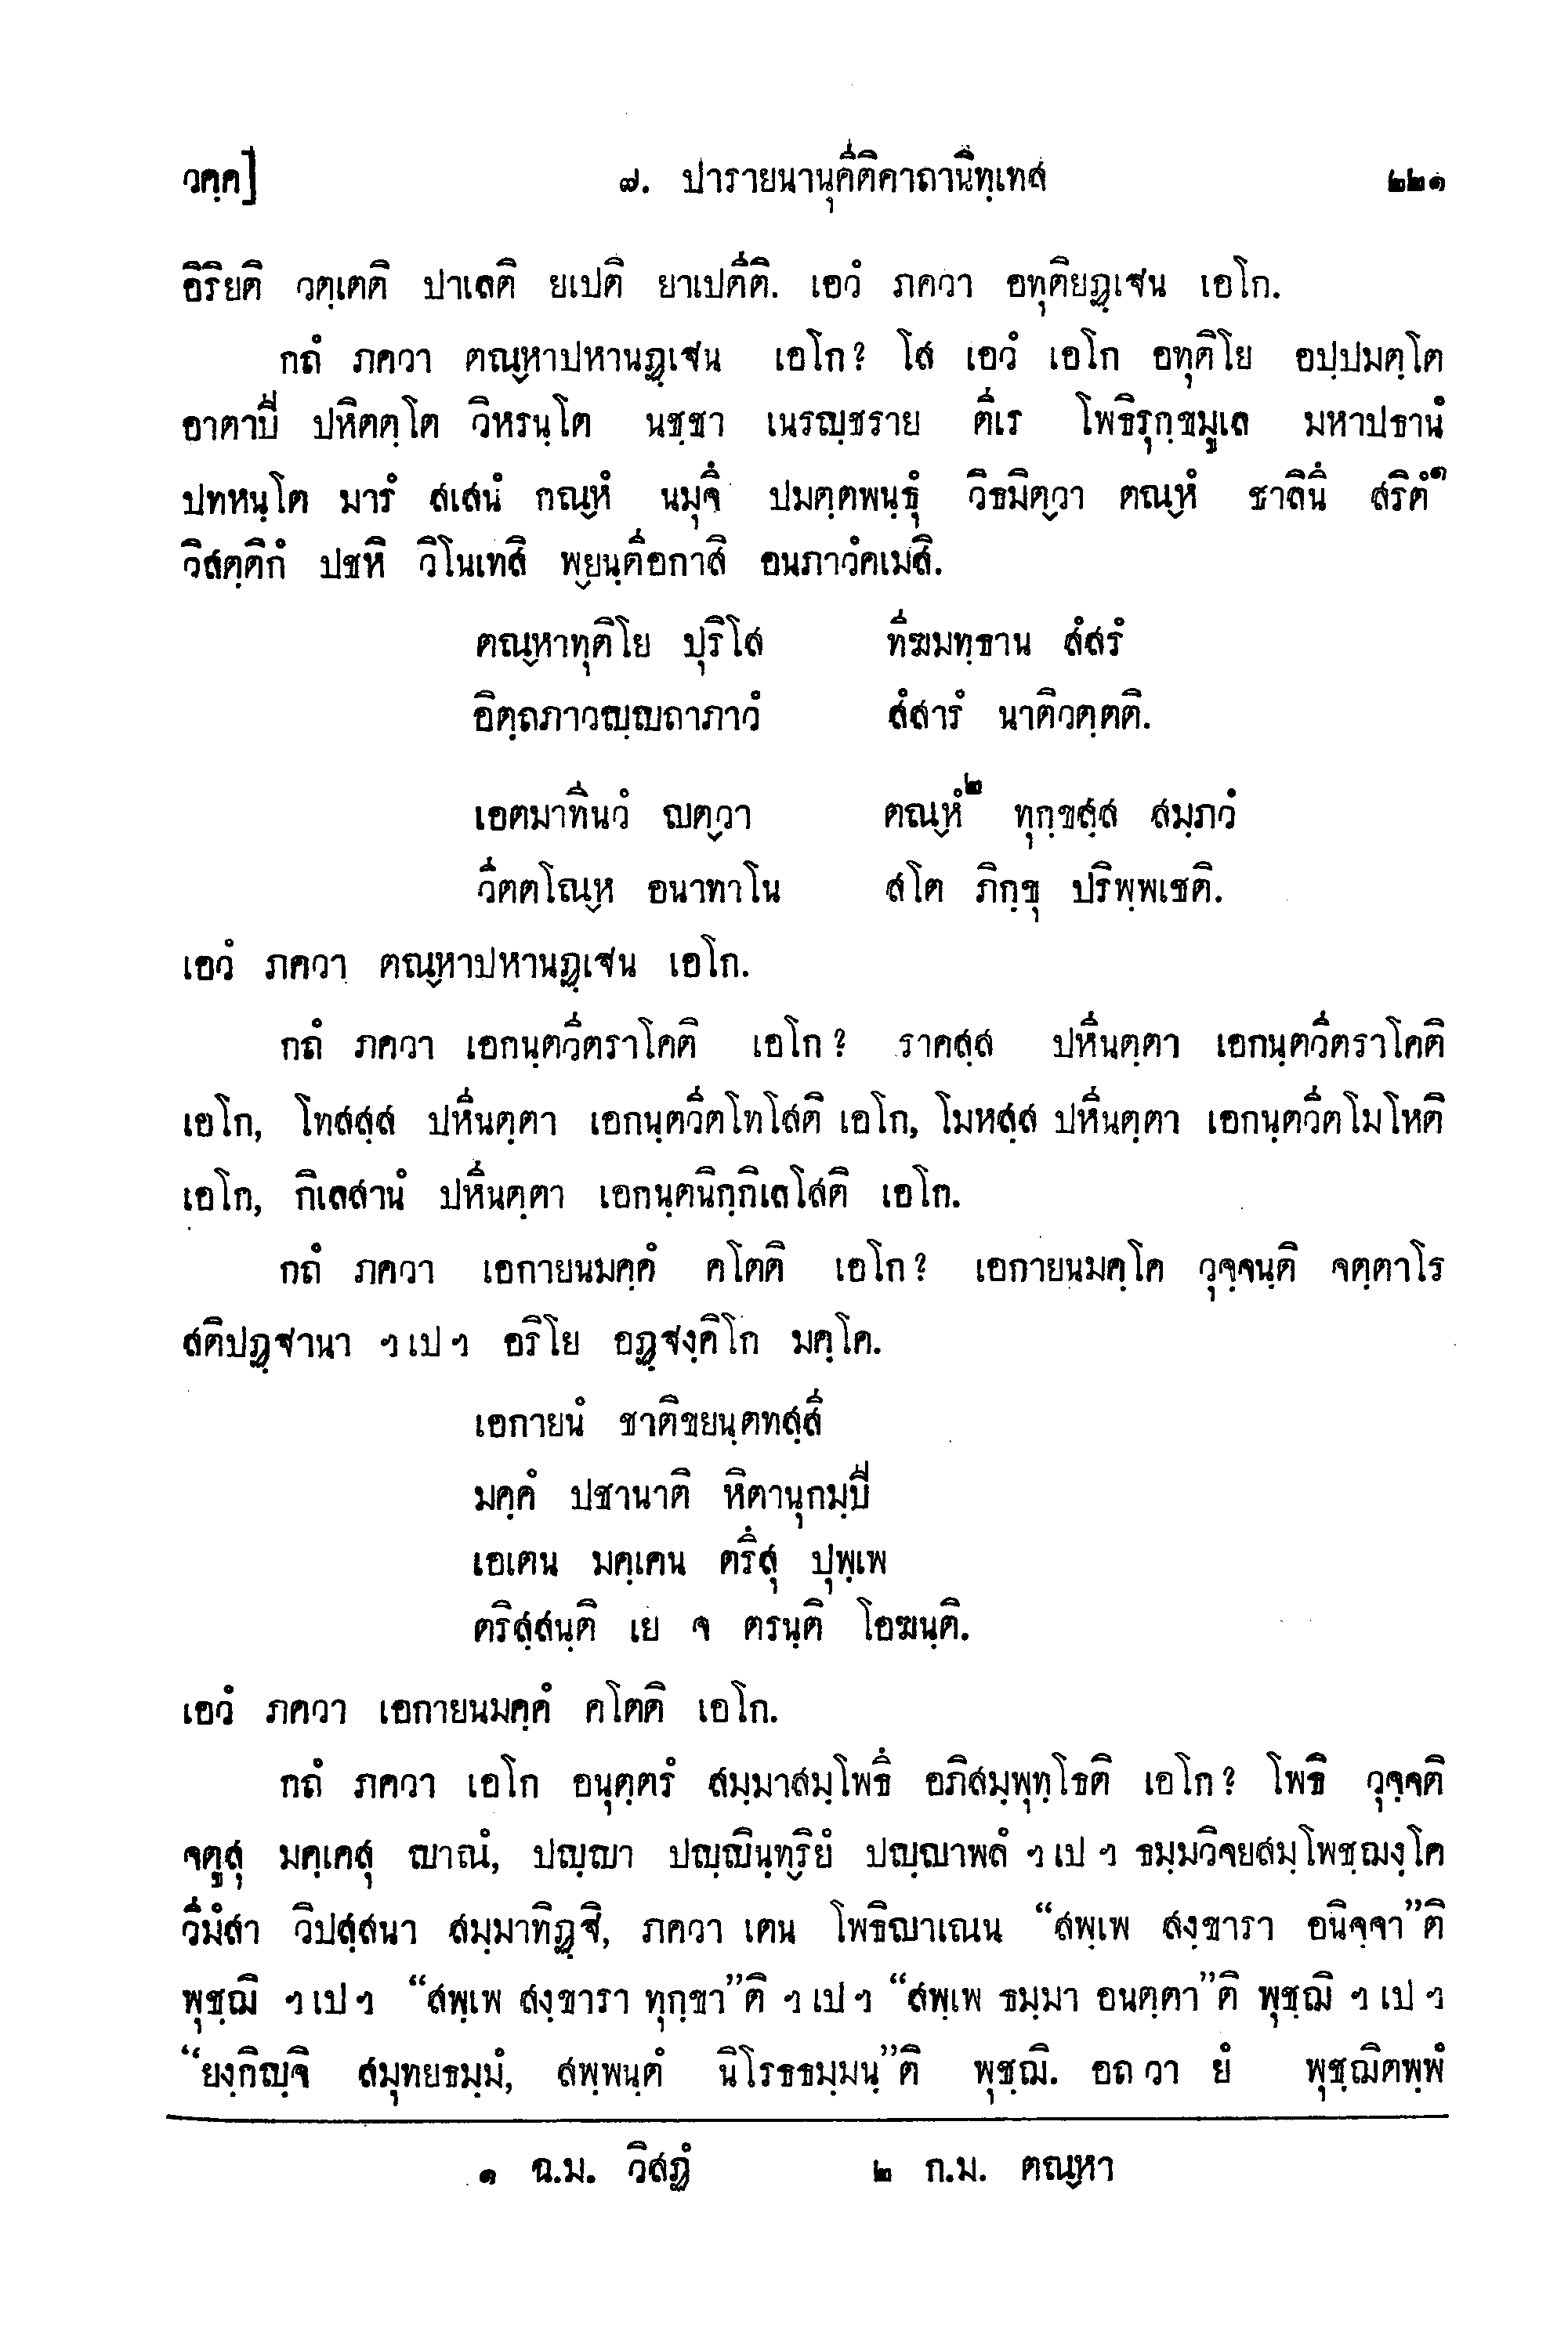 วคฺค]    ๗. ปารายนานุคีติคาถานิทฺเทส    ๒๒๑
อิริยติ วตฺเตติ ปาเลติ ยเปติ ยาเปตีติ. เอวํ ภควา อทุติยฏฺเฐน เอโก.
กถํ ภควา ตณฺหาปหานฏฺเฐน เอโก? โส เอวํ เอโก อทุติโย อปฺปมตฺโต
อาตาปี ปหิตตฺโต วิหรนฺโต นชฺชา เนรญฺชราย ตีเร โพธิรุกฺขมูเล มหาปธานํ
ปทหนฺโต มารํ สเสนํ กณฺหํ นมุจึ ปมตฺตพนฺธุํ วิธมิตฺวา ตณฺหํ ชาลินึ สริตํ๑
วิสตฺติกํ ปชหิ วิโนเทสิ พฺยนฺตีอกาสิ อนภาวํคเมสิ.
ตณฺหาทุติโย ปุริโส    ทีฆมทฺธาน สํสรํ
อิตฺถภาวญฺญถาภาวํ    สํสารํ นาติวตฺตติ.
เอตมาทีนวํ ญตฺวา    ตณฺหํ๒ ทุกฺขสฺส สมฺภวํ
วีตตโณฺห อนาทาโน    สโต ภิกฺขุ ปริพฺพเชติ.
เอวํ ภควา ตณฺหาปหานฏฺเฐน เอโก.
กถํ ภควา เอกนฺตวีตราโคติ เอโก? ราคสฺส ปหีนตฺตา เอกนฺตวีตราโคติ
เอโก, โทสสฺส ปหีนตฺตา เอกนฺตวีตโทโสติ เอโก, โมหสฺส ปหีนตฺตา เอกนฺตวีตโมโหติ
เอโก, กิเลสานํ ปหีนตฺตา เอกนฺตนิกฺกิเลโสติ เอโก.
กถํ ภควา เอกายนมคฺคํ คโตติ เอโก? เอกายนมคฺโค วุจฺจนฺติ จตฺตาโร
สติปฏฺฐานา ฯ เป ฯ อริโย อฏฺฐงฺคิโก มคฺโค.
เอกายนํ ชาติขยนฺตทสฺสี
มคฺคํ ปชานาติ หิตานุกมฺปี
เอเตน มคฺเคน ตรึสุ ปุพฺเพ
ตริสฺสนฺติ เย จ ตรนฺติ โอฆนฺติ.
เอวํ ภควา เอกายนมคฺคํ คโตติ เอโก.
กถํ ภควา เอโก อนุตฺตรํ สมฺมาสมฺโพธึ อภิสมฺพุทฺโธติ เอโก? โพธิ วุจฺจติ
จตูสุ มคฺเคสุ ญาณํ, ปญฺญา ปญฺญินฺทฺริยํ ปญฺญาพลํ ฯ เป ฯ ธมฺมวิจยสมฺโพชฺฌงฺโค
วีมํสา วิปสฺสนา สมฺมาทิฏฺฐิ, ภควา เตน โพธิญาเณน “สพฺเพ สงฺขารา อนิจฺจา”ติ
พุชฺฌิ ฯ เป ฯ “สพฺเพ สงฺขารา ทุกฺขา”ติ ฯ เป ฯ “สพฺเพ ธมฺมา อนตฺตา”ติ พุชฺฌิ ฯ เป ฯ
“ยงฺกิญฺจิ สมุทยธมฺมํ, สพฺพนฺตํ นิโรธธมฺมนฺ”ติ พุชฺฌิ. อถ วา ยํ พุชฺฌิตพฺพํ
๑ ฉ.ม. วิสฏํ    ๒ ก.ม. ตณฺหา